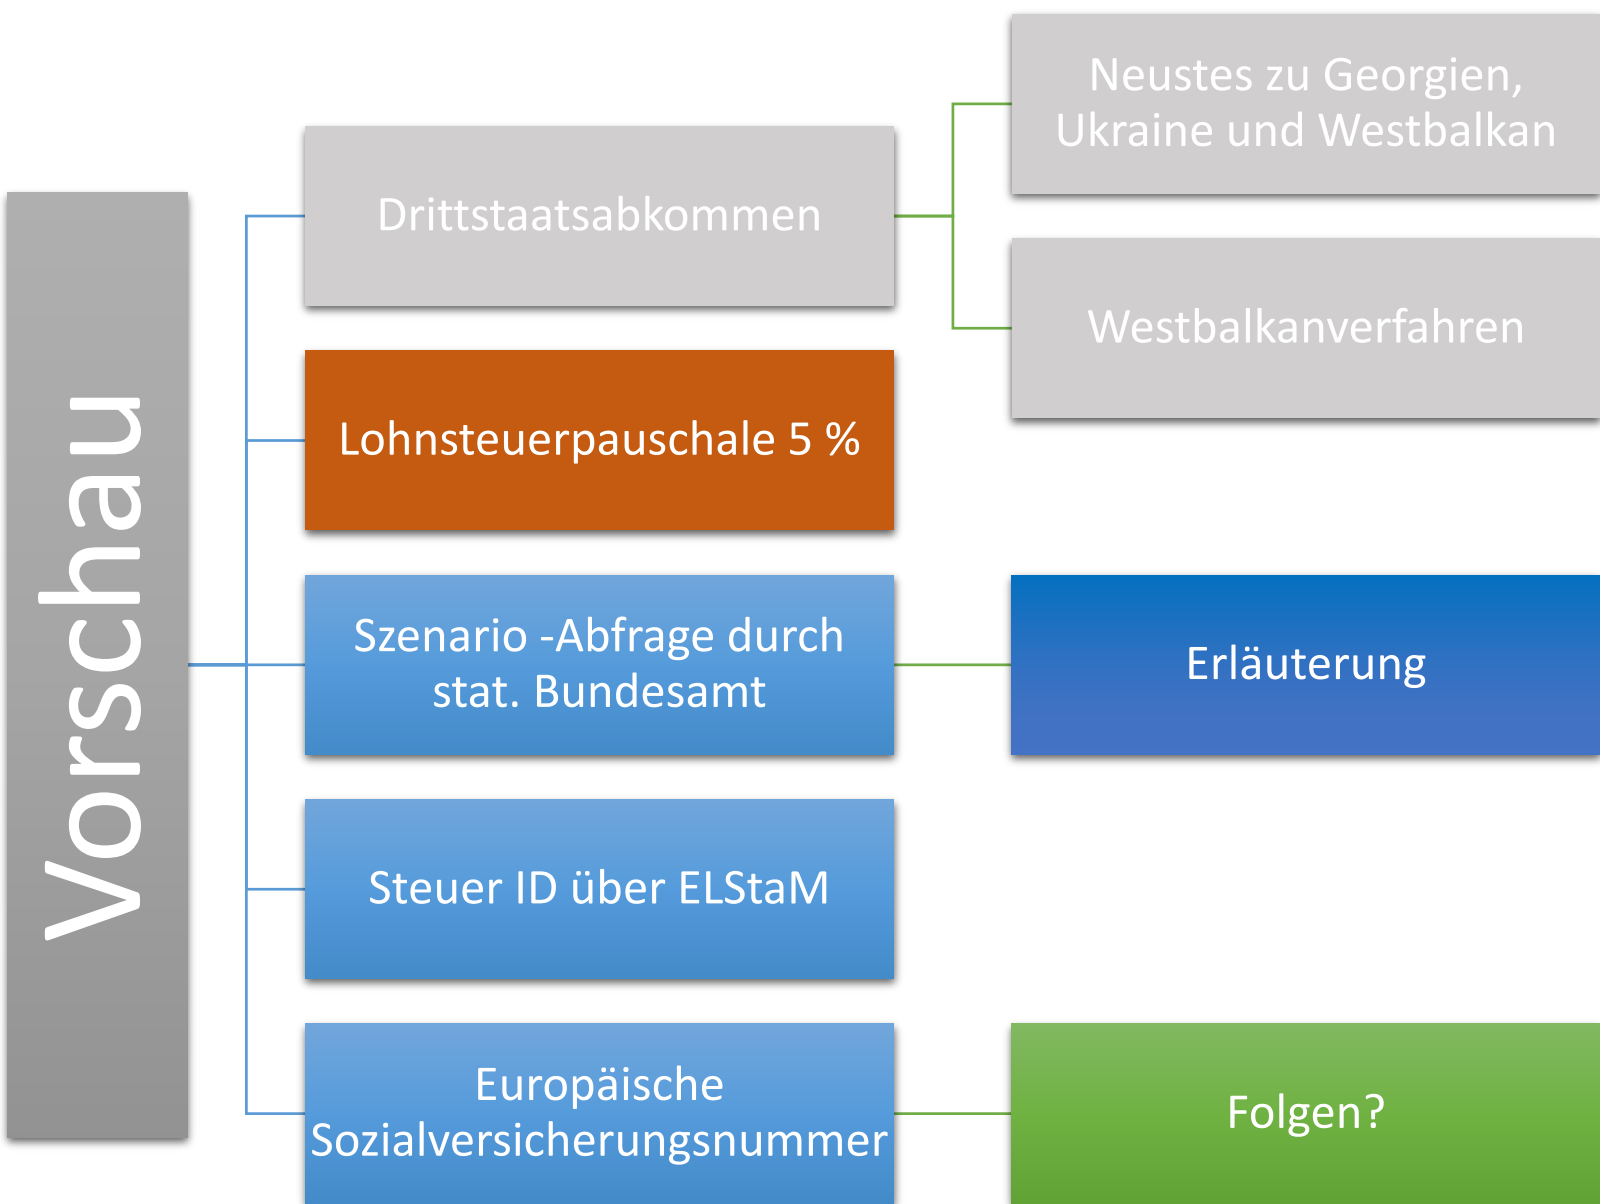 Vorschau
Drittstaatsabkommen
Neustes zu Georgien,
Ukraine und Westbalkan
Westbalkanverfahren
Lohnsteuerpauschale 5 %
Szenario -Abfrage durch
stat. Bundesamt
Erläuterung
Steuer ID über ELStaM
Europäische
Sozialversicherungsnummer
Folgen?